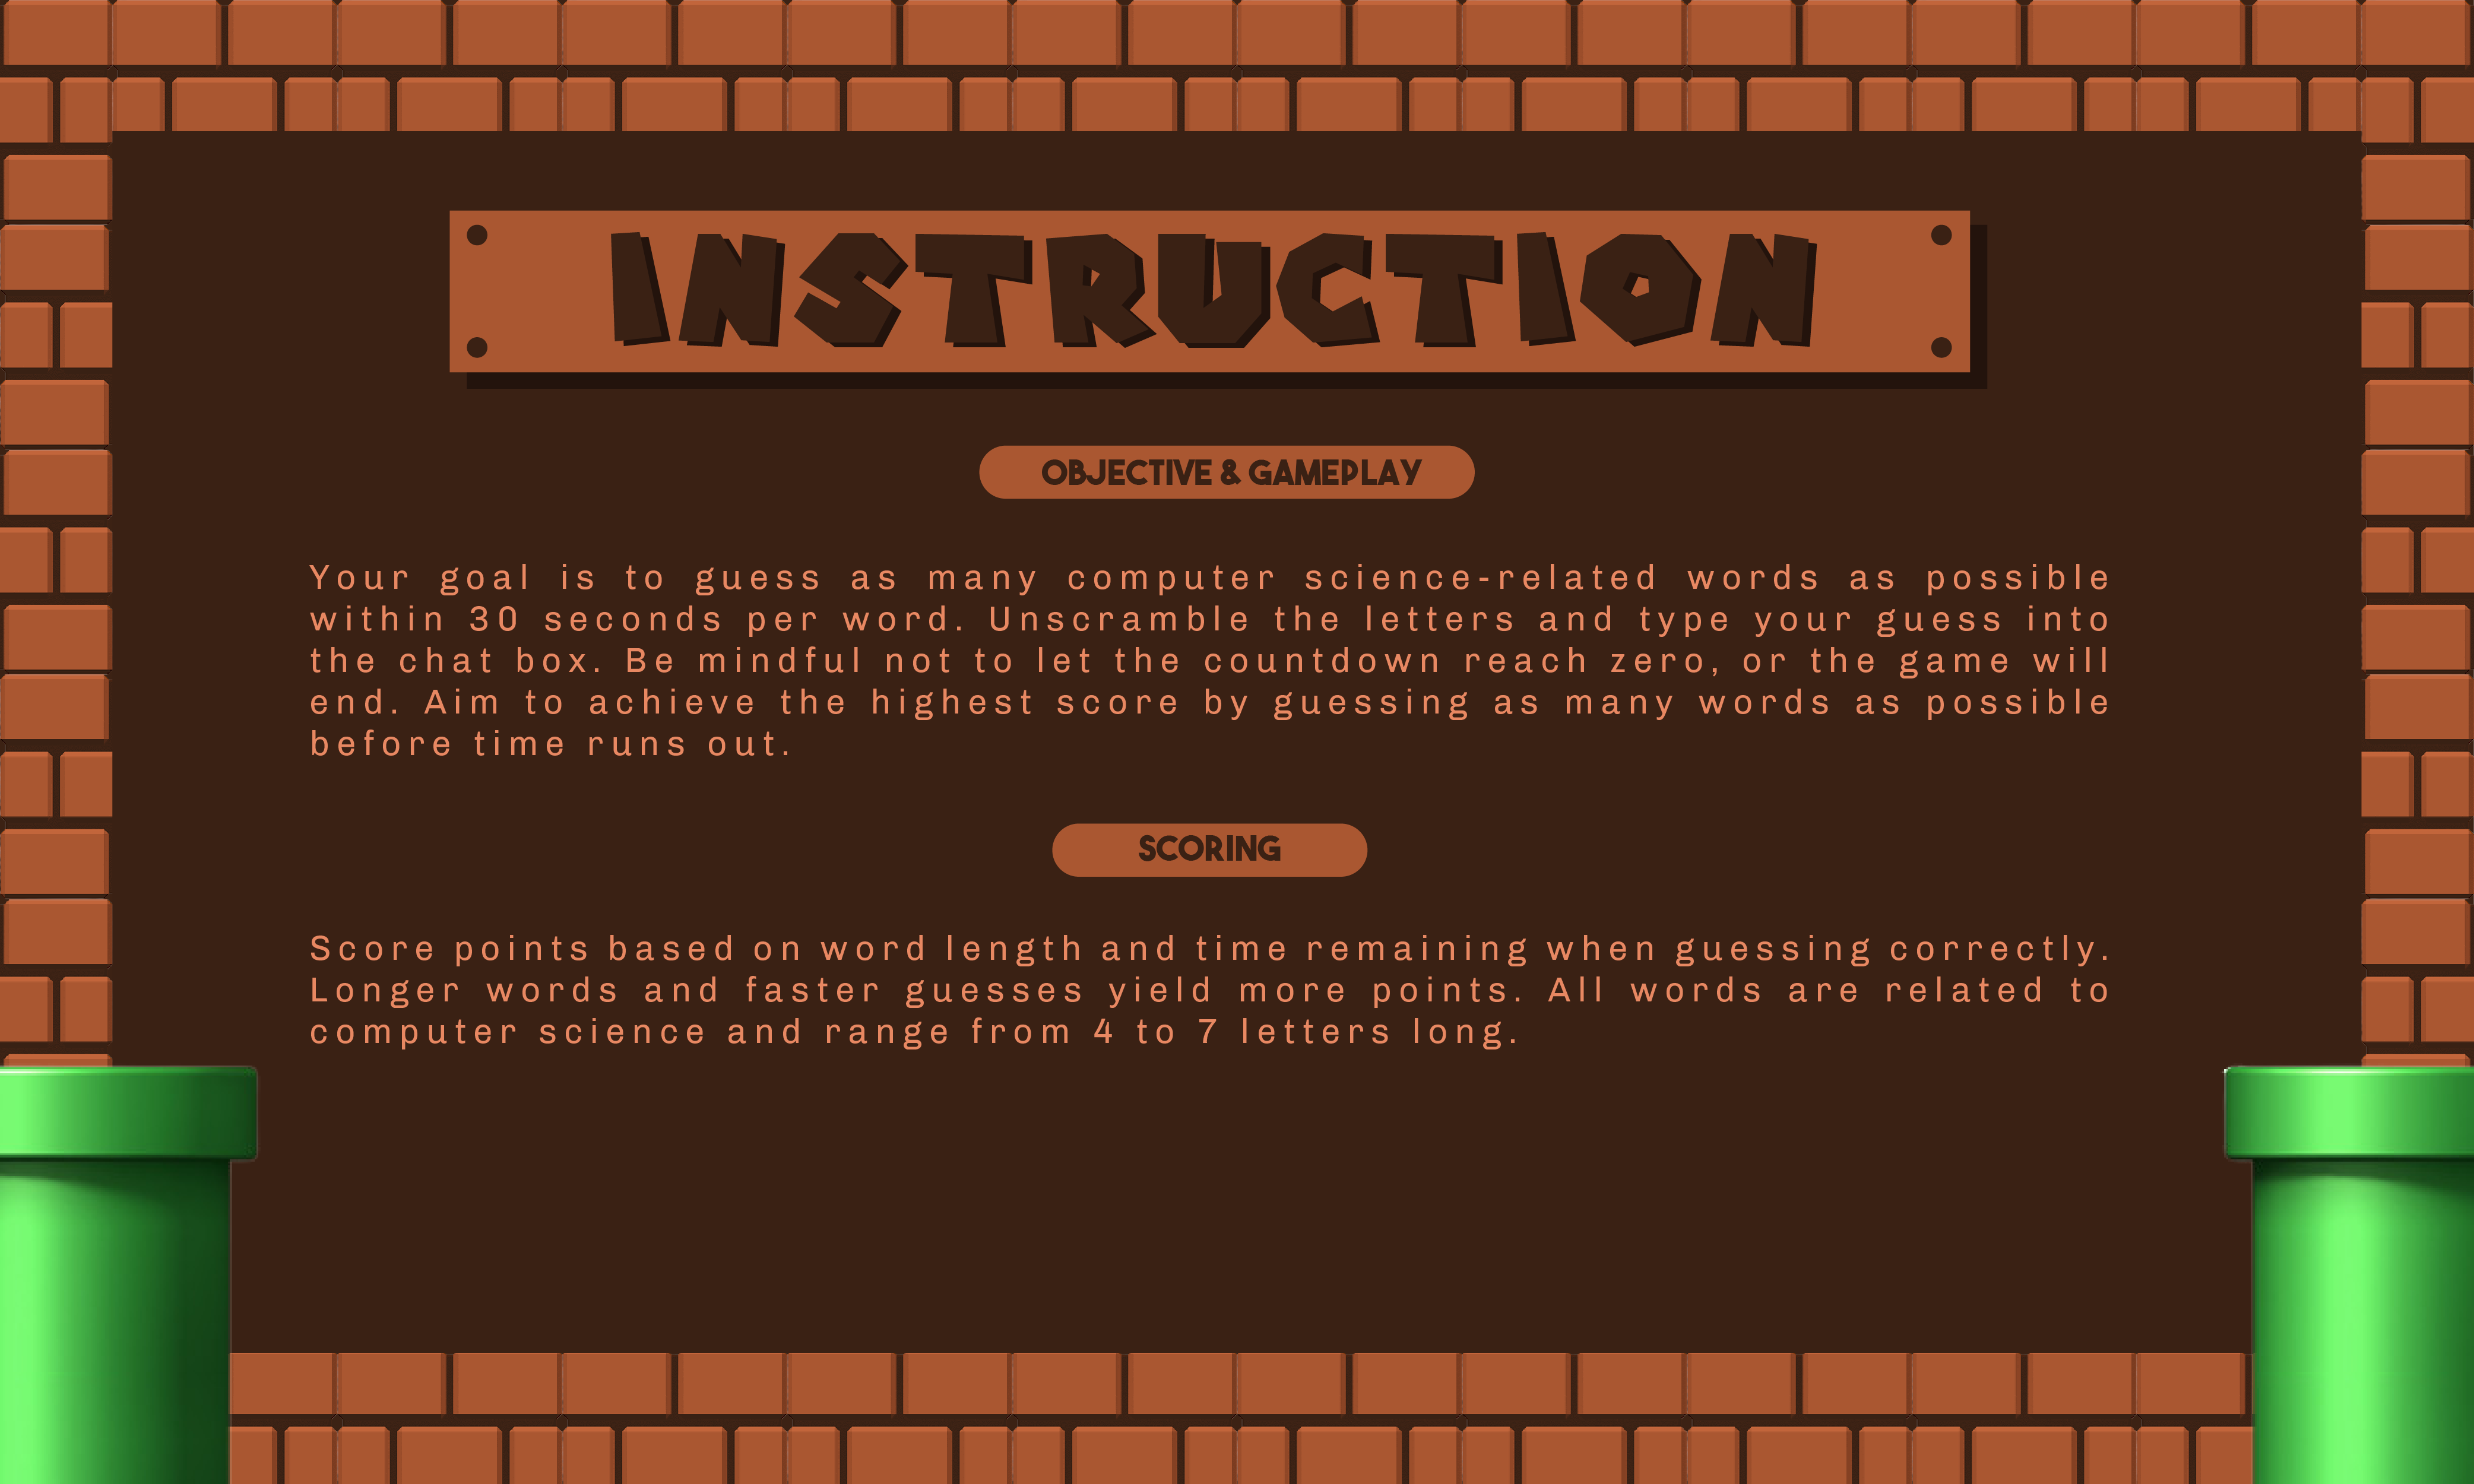 INSTRUCTION
OBJECTIVE & GAMEPLAY
Your goal is to guess as many computer science-related words as possible
within 30 seconds per word. Unscramble the letters and type your guess into
the chat box. Be mindful not to let the countdown reach zero, or the game will
end. Aim to achieve the highest score by guessing as many words as possible
before time runs out.
SCORING
Score points based on word length and time remaining when guessing correctly.
Longer words and faster guesses yield more points. All words are related to
computer science and range from 4 to 7 letters long.